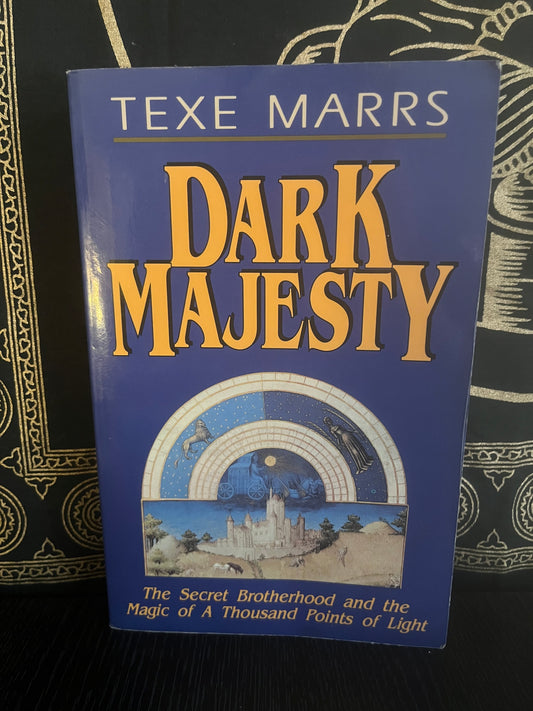 TEXE MARRS
DARK
MAJESTY
The Secret Brotherhood and the
Magic of A Thousand Points of Light